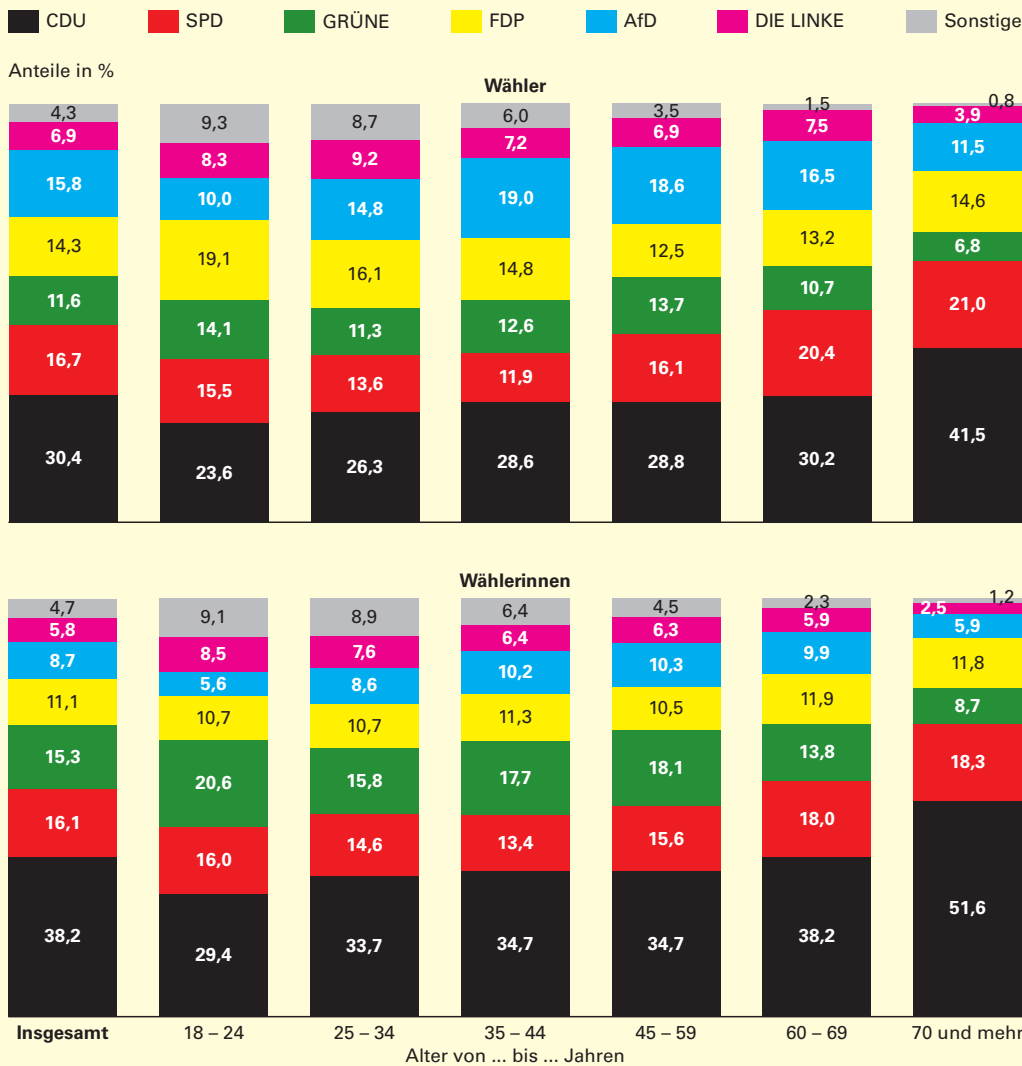 CDU SPD GRÜNE FDP AfD DIE LINKE Sonstige
Anteile in %
Wähler
4,3 9,3 8,7 6,0 3,5 1,5 0,8
6,9 8,3 9,2 7,2 6,9 7,5 3,9
15,8 10,0 14,8 19,0 18,6 16,5 11,5
14,3 19,1 16,1 14,8 12,5 13,2 14,6
11,6 14,1 11,3 12,6 13,7 10,7 6,8
16,7 15,5 13,6 11,9 16,1 20,4 21,0
30,4 23,6 26,3 28,6 28,8 30,2 41,5
Wählerinnen
4,7 9,1 8,9 6,4 4,5 2,3 1,2
5,8 8,5 7,6 6,4 6,3 5,9 2,5
8,7 5,6 8,6 10,2 10,3 9,9 5,9
11,1 10,7 10,7 11,3 10,5 11,9 11,8
15,3 20,6 15,8 17,7 18,1 13,8 8,7
16,1 16,0 14,6 13,4 15,6 18,0 18,3
38,2 29,4 33,7 34,7 34,7 38,2 51,6
Insgesamt 18 – 24 25 – 34 35 – 44 45 – 59 60 – 69 70 und mehr
Alter von ... bis ... Jahren